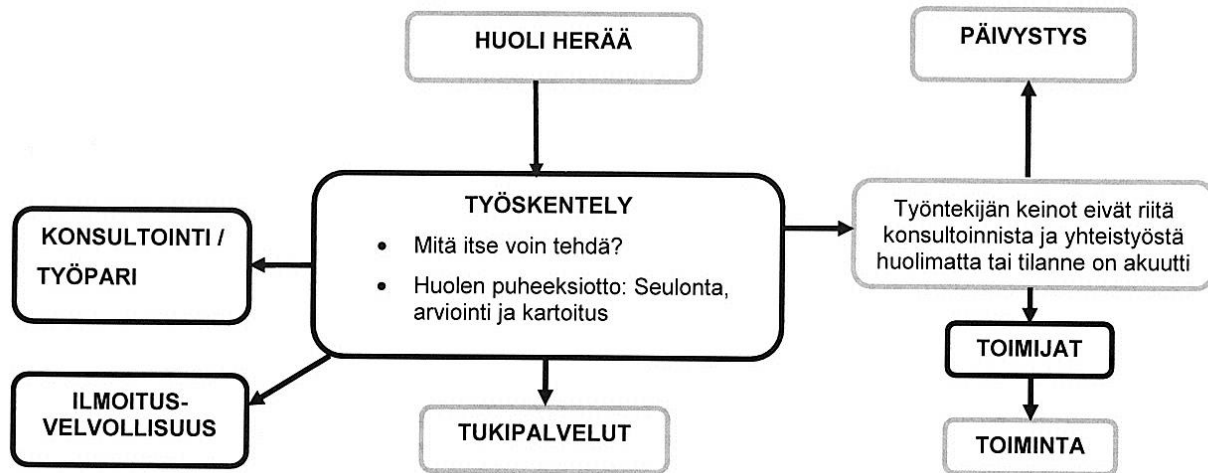 HUOLI HERÄÄ
PÄIVYSTYS
TYÖSKENTELY
• Mitä itse voin tehdä?
• Huolen puheeksiotto: Seulonta,
arviointi ja kartoitus
KONSULTOINTI /
TYÖPARI
Työntekijän keinot eivät riitä
konsultoinnista ja yhteistyöstä
huolimatta tai tilanne on akuutti
ILMOITUS-
VELVOLLISUUS
TUKIPALVELUT
TOIMIJAT
TOIMINTA